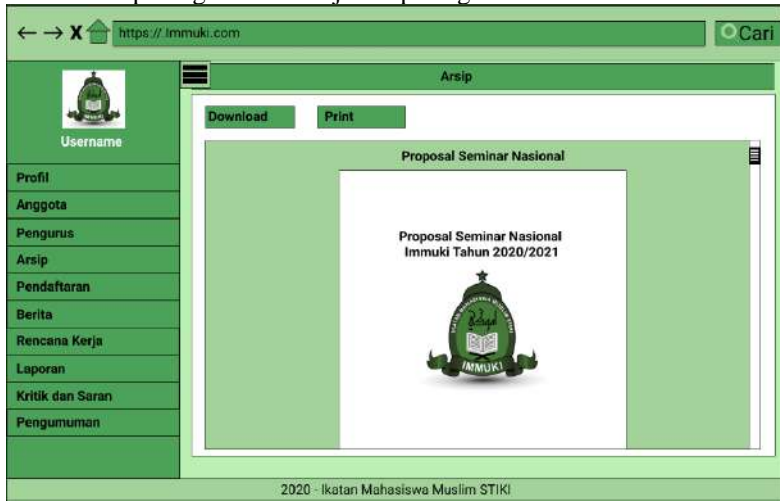 https://.Immuki.com
Cari
Arsip
Username
Download
Print
Proposal Seminar Nasional
Profil
Anggota
Pengurus
Arsip
Pendaftaran
Berita
Rencana Kerja
Laporan
Kritik dan Saran
Pengumuman
Proposal Seminar Nasional
Immuki Tahun 2020/2021
IMMUKI
2020 - Ikatan Mahasiswa Muslim STIKI